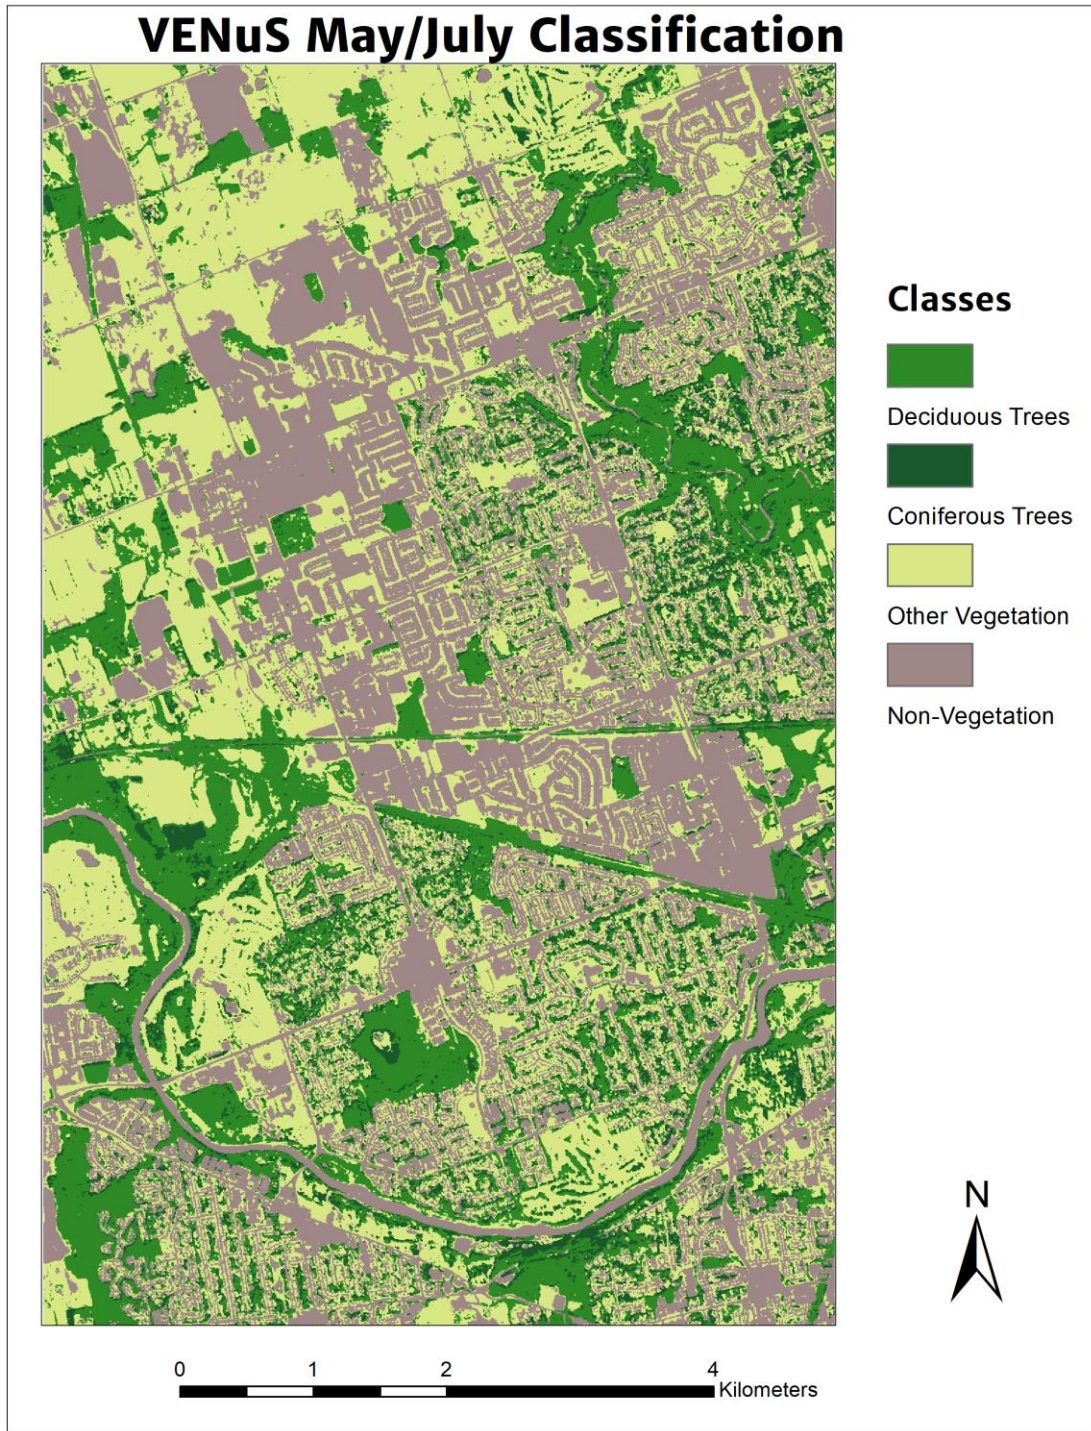 VENuS May/July Classification
Classes
Deciduous Trees
Coniferous Trees
Other Vegetation
Non-Vegetation
N
0 1 2 4
Kilometers